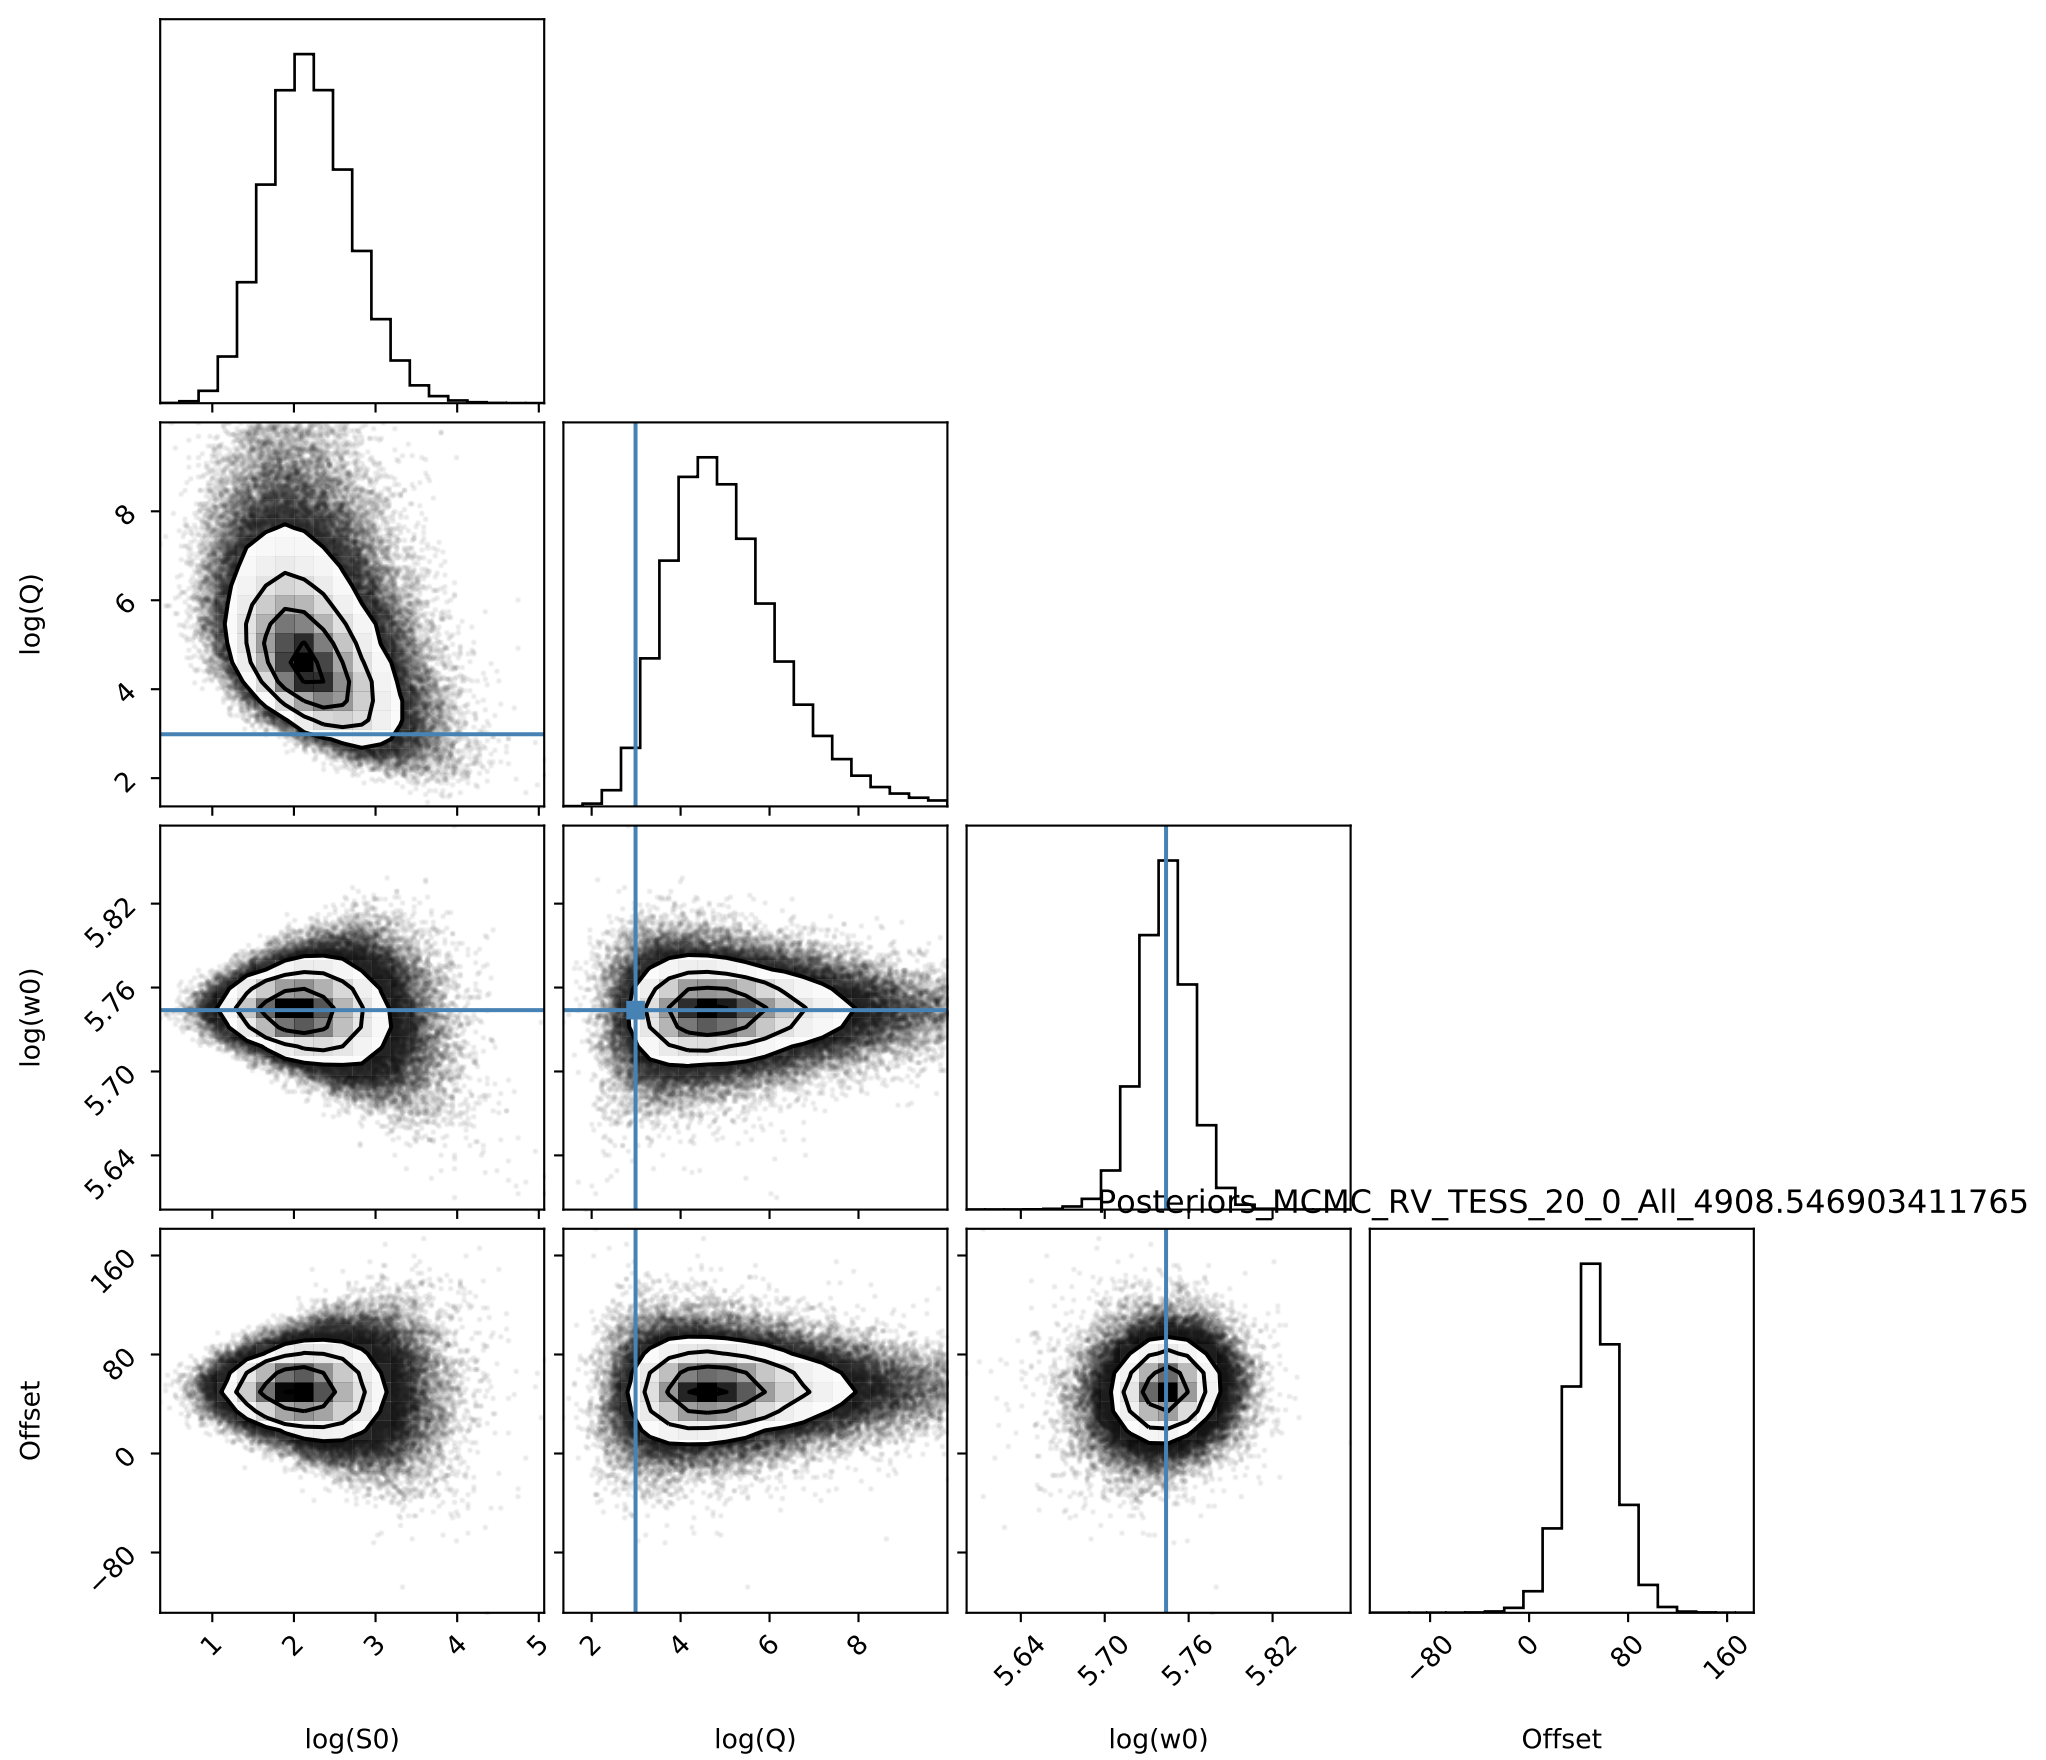 log(Q)
8
6
4
2
log(w0)
5.82
5.76
5.70
5.64
Posteriors_MCMC_RV_TESS_20_0_All_4908.546903411765
Offset
160
80
0
−80
1 2 3 4 5 2 4 6 8 5.64 5.70 5.76 5.82 −80 0 80 160
log(S0) log(Q) log(w0) Offset